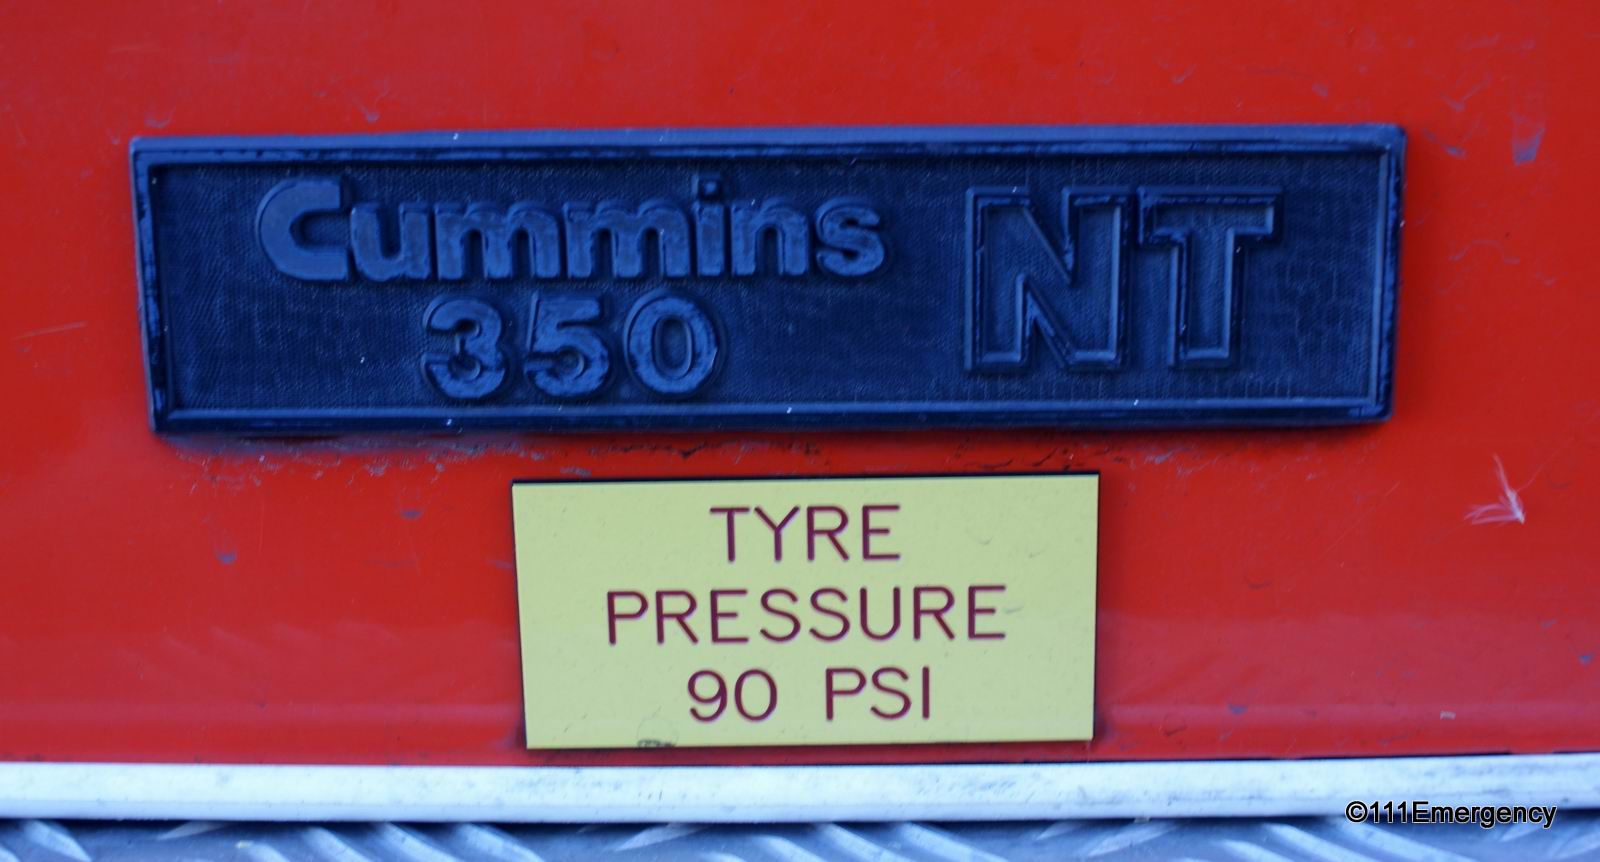 Cummins NT
350
TYRE
PRESSURE
90 PSI
©111Emergency